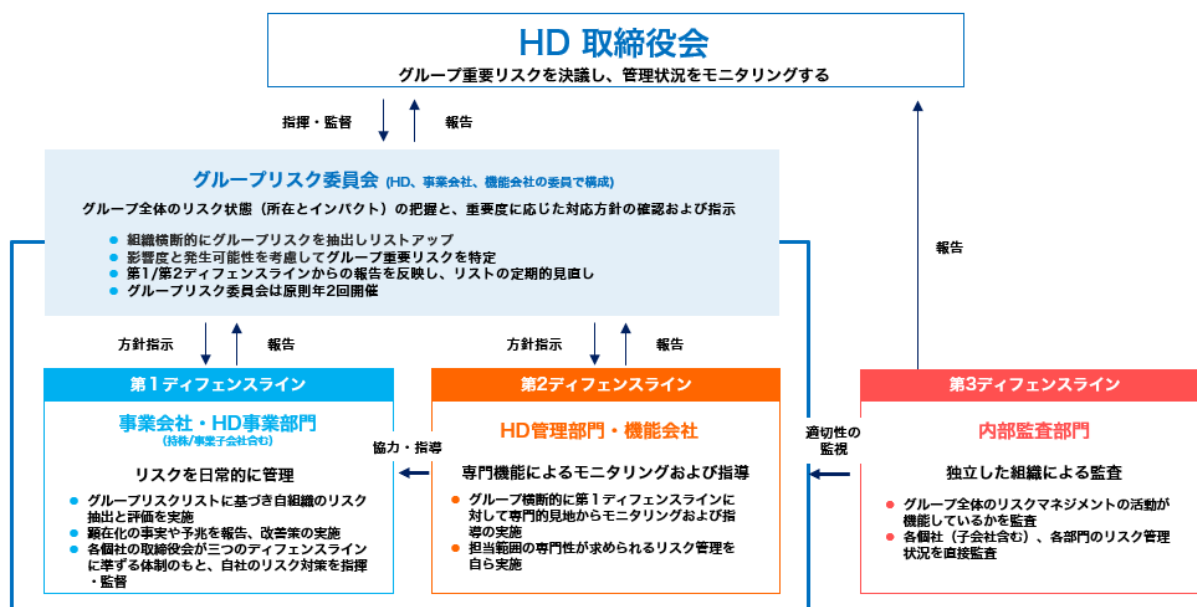 HD 取締役会
グループ重要リスクを決議し、管理状況をモニタリングする
指揮・監督
報告
グループリスク委員会 (HD、事業会社、機能会社の委員で構成)
グループ全体のリスク状態（所在とインパクト）の把握と、重要度に応じた対応方針の確認および指示
● 組織横断的にグループリスクを抽出しリストアップ
● 影響度と発生可能性を考慮してグループ重要リスクを特定
● 第1/第2ディフェンスラインからの報告を反映し、リストの定期的見直し
● グループリスク委員会は原則年2回開催
報告
方針指示
報告
方針指示
報告
第１ディフェンスライン
事業会社・HD事業部門
(持株/事業子会社含む)
リスクを日常的に管理
● グループリスクリストに基づき自組織のリスク
抽出と評価を実施
● 顕在化の事実や予兆を報告、改善策の実施
● 各個社の取締役会が三つのディフェンスライン
に準ずる体制のもと、自社のリスク対策を指揮
・監督
協力・指導
第2ディフェンスライン
HD管理部門・機能会社
専門機能によるモニタリングおよび指導
● グループ横断的に第１ディフェンスラインに
対して専門的見地からモニタリングおよび指
導の実施
● 担当範囲の専門性が求められるリスク管理を
自ら実施
適切性の
監視
第3ディフェンスライン
内部監査部門
独立した組織による監査
● グループ全体のリスクマネジメントの活動が
機能しているかを監査
● 各個社（子会社含む）、各部門のリスク管理
状況を直接監査